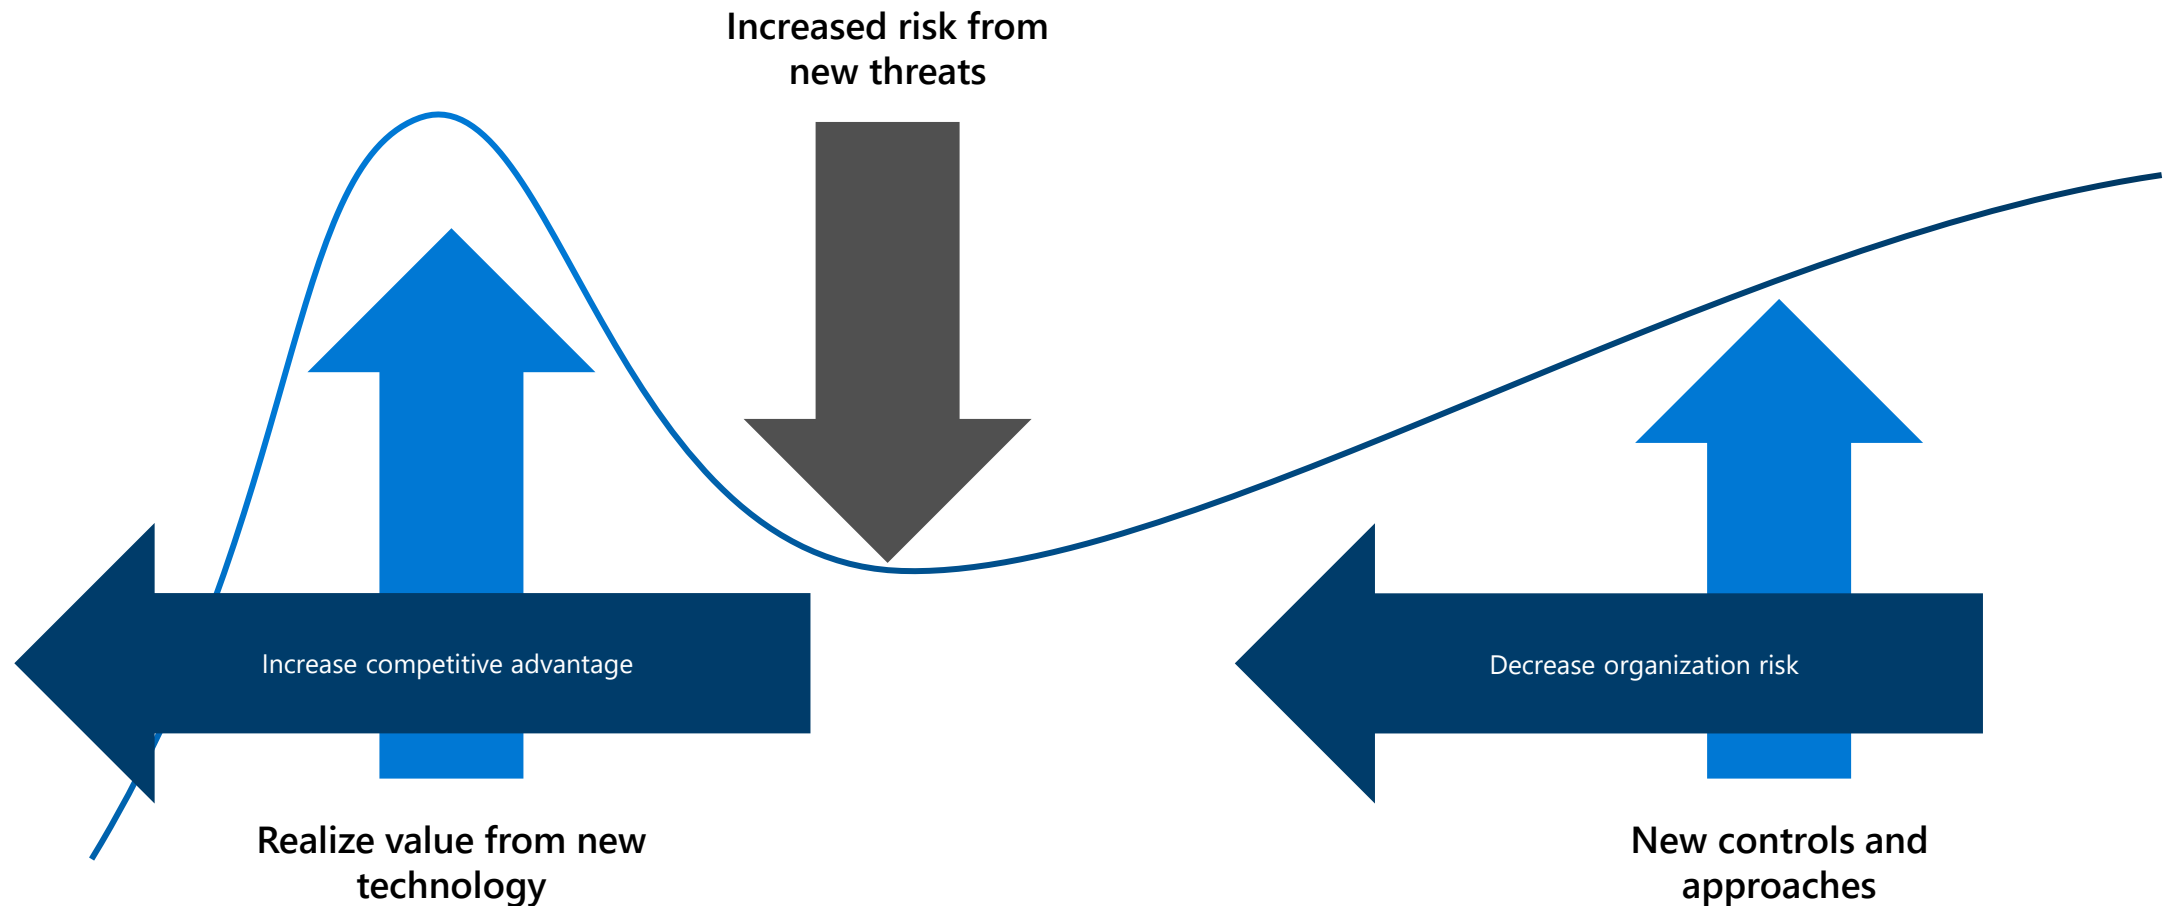 Increased risk from
new threats
Increase competitive advantage
Decrease organization risk
Realize value from new
technology
New controls and
approaches